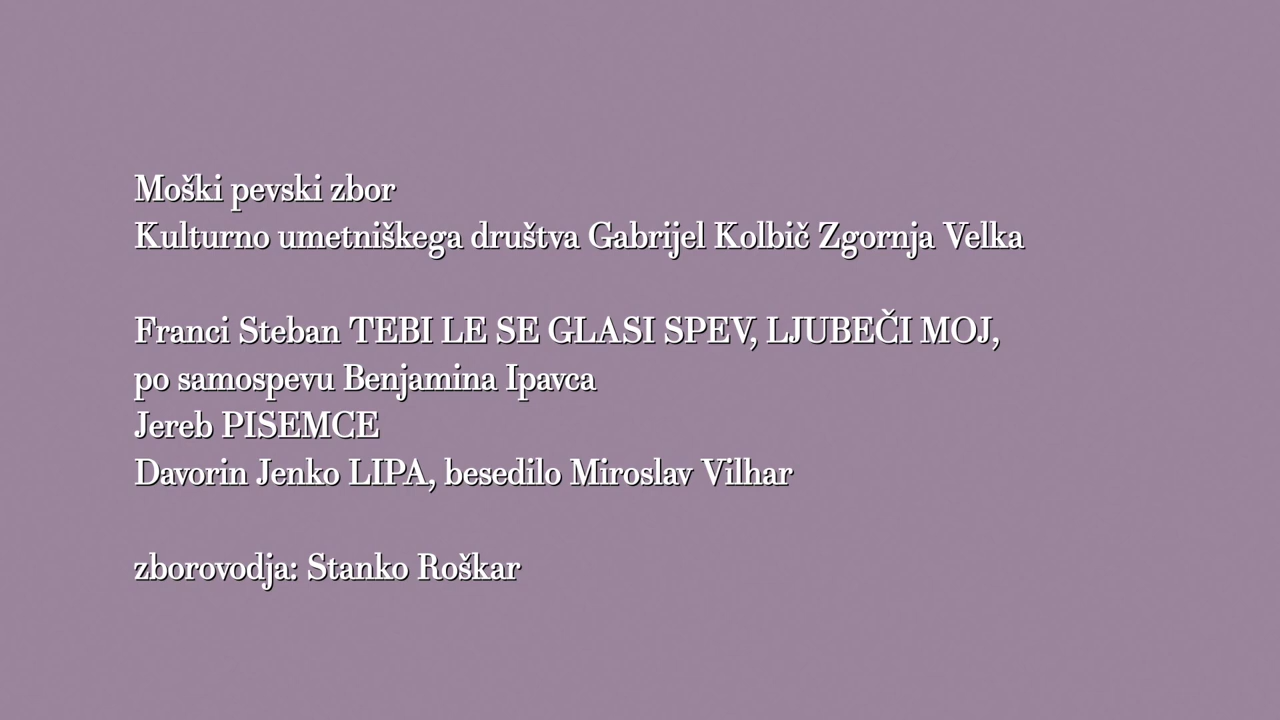 Moški pevski zbor
Kulturno umetniškega društva Gabrijel Kolbič Zgornja Velka
Franci Steban TEBI LE SE GLASI SPEV, LJUBEČI MOJ,
po samospevu Benjamina Ipavca
Jereb PISEMCE
Davorin Jenko LIPA, besedilo Miroslav Vilhar
zborovodja: Stanko Roškar